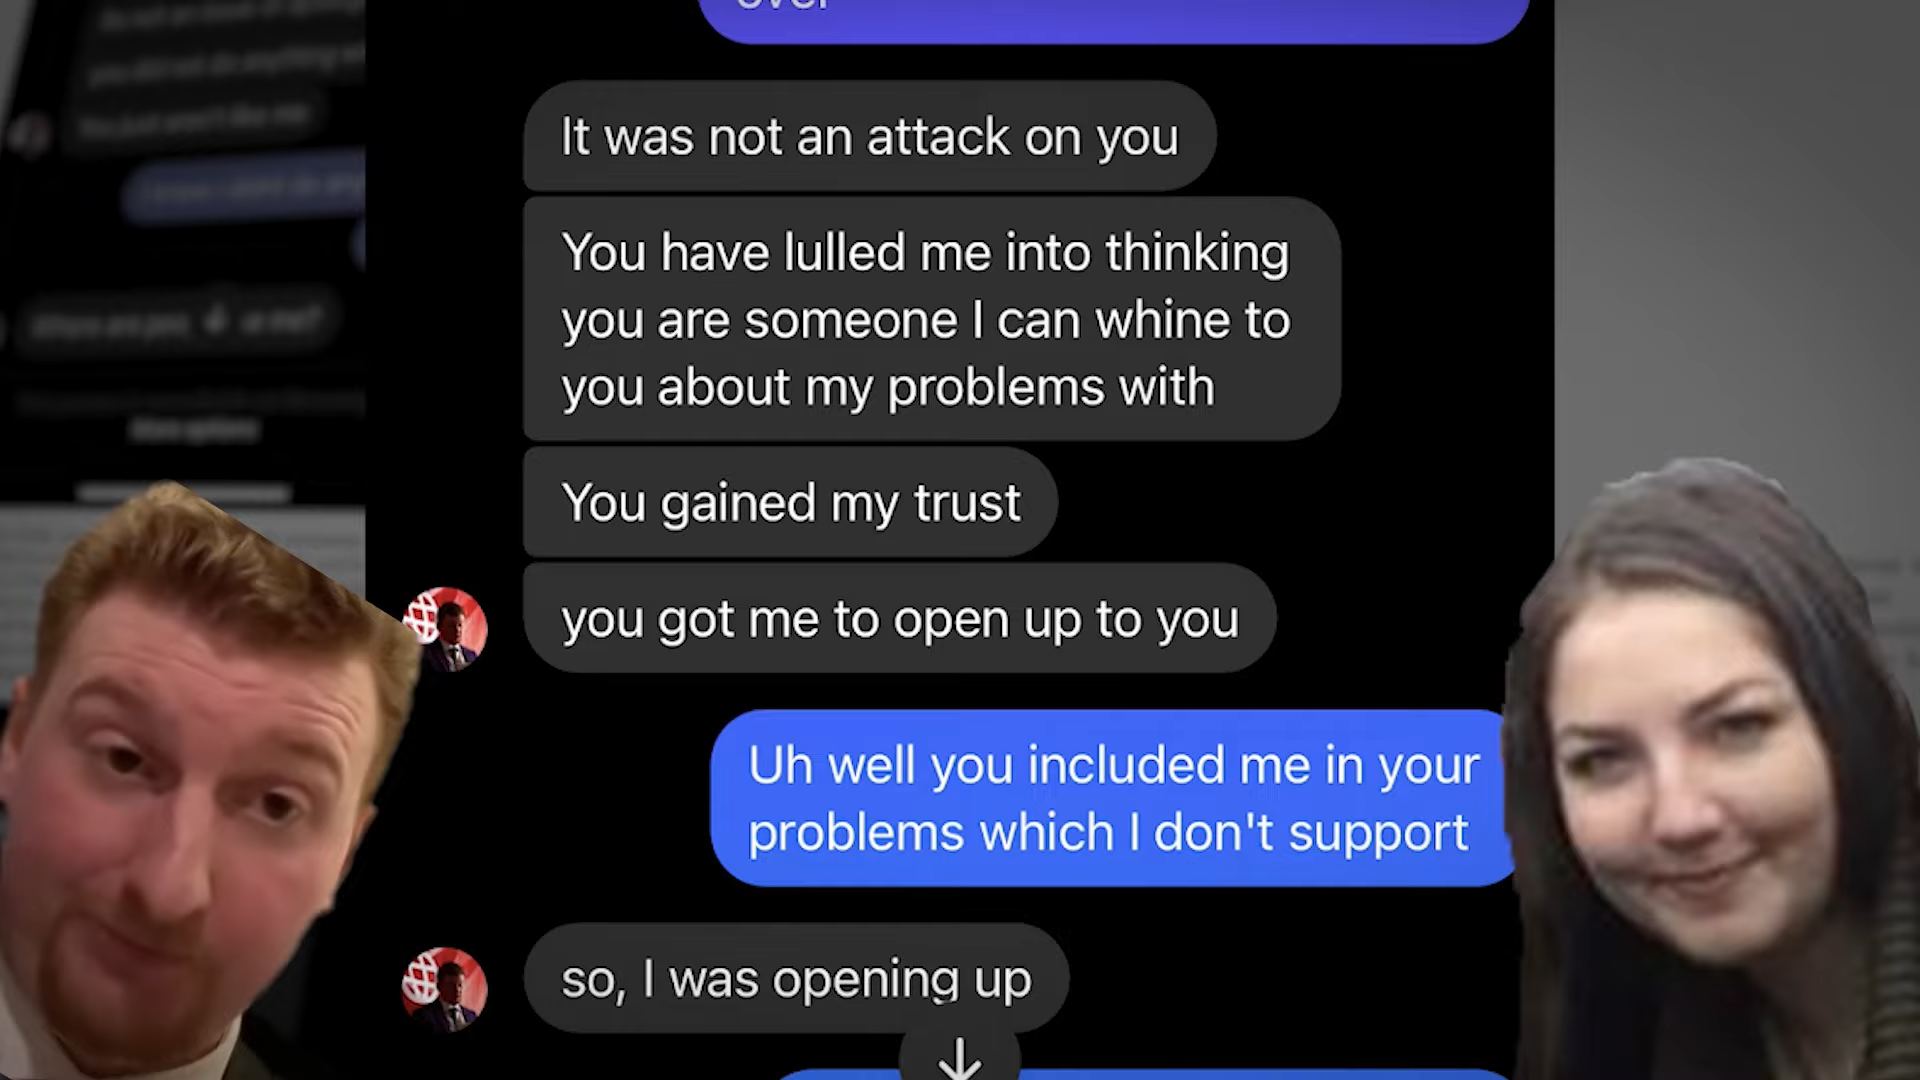 over
It was not an attack on you
You have lulled me into thinking
you are someone I can whine to
you about my problems with
You gained my trust
you got me to open up to you
Uh well you included me in your
problems which I don't support
so, I was opening up